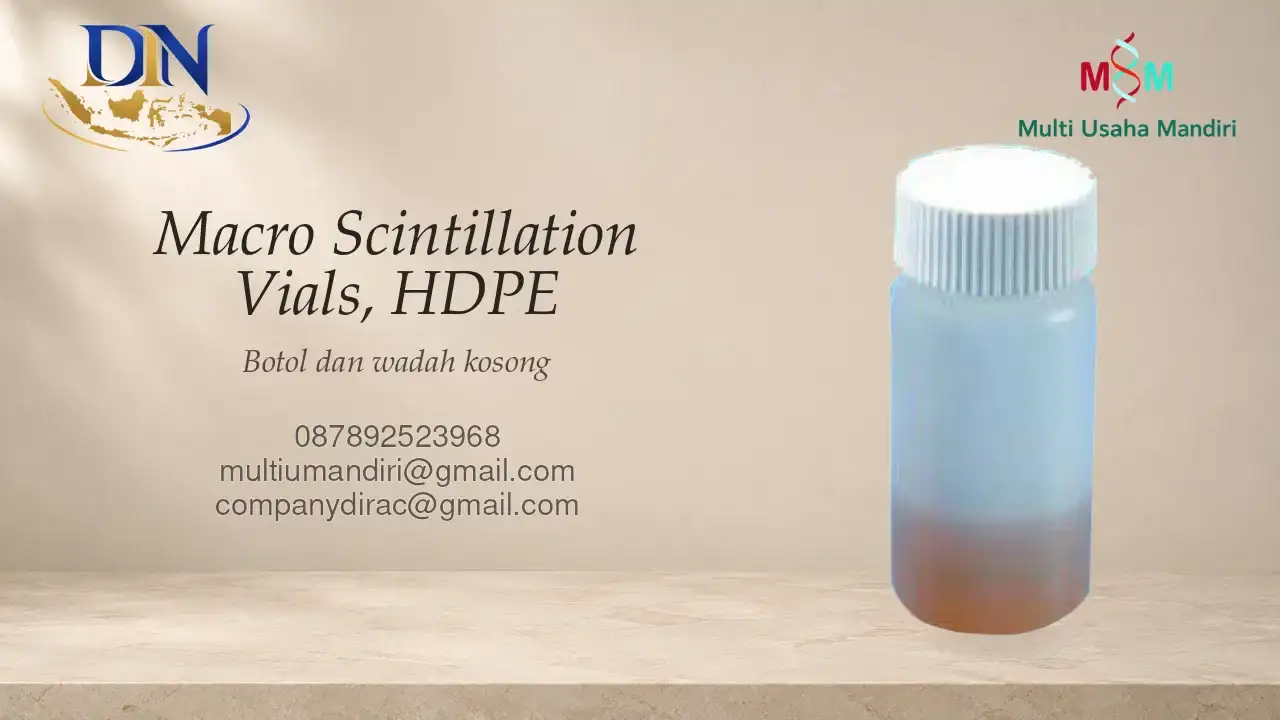 DIN
MSM
Multi Usaha Mandiri
Macro Scintillation
Vials, HDPE
Botol dan wadah kosong
087892523968
multiumandiri@gmail.com
companydirac@gmail.com